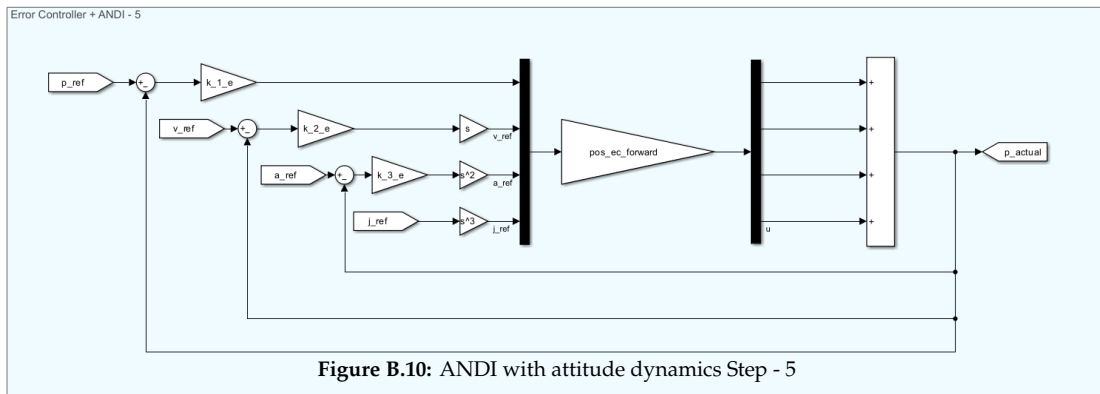 Error Controller + ANDI - 5
p_ref
+
-
k_1_e
+
v_ref
+
-
k_2_e
s
v_ref
+
pos_ec_forward
p_actual
a_ref
+
-
k_3_e
s^2
a_ref
+
j_ref
s^3
j_ref
+
u
Figure B.10: ANDI with attitude dynamics Step - 5